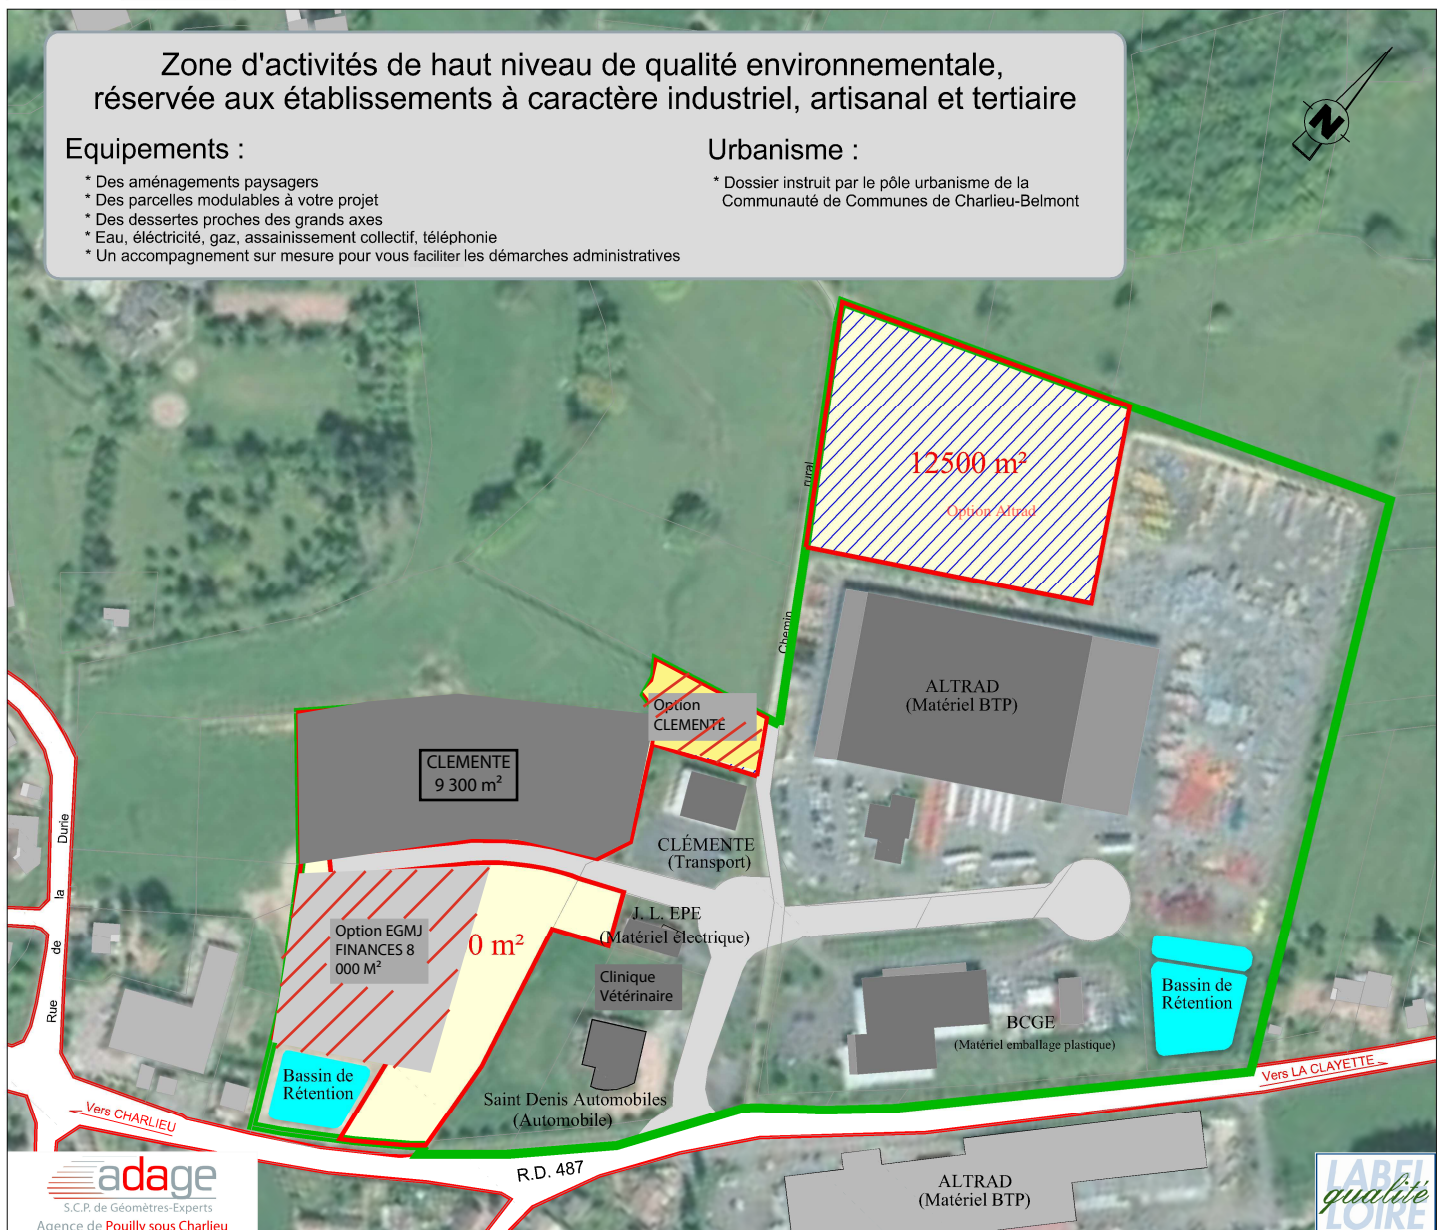 Zone d'activités de haut niveau de qualité environnementale,
réservée aux établissements à caractère industriel, artisanal et tertiaire
Equipements :
* Des aménagements paysagers
* Des parcelles modulables à votre projet
* Des dessertes proches des grands axes
* Eau, éléctricité, gaz, assainissement collectif, téléphonie
* Un accompagnement sur mesure pour vous faciliter les démarches administratives
Urbanisme :
* Dossier instruit par le pôle urbanisme de la
Communauté de Communes de Charlieu-Belmont
N
12500 m²
Option Altrad
rural
Chemin
ALTRAD
(Matériel BTP)
Option
CLEMENTE
CLEMENTE
9 300 m²
CLÉMENTE
(Transport)
J. L. EPE
(Matériel électrique)
Option EGMJ
FINANCES 8
000 M²
0 m²
Clinique
Vétérinaire
Rue de la Durie
Bassin de
Rétention
BCGE
(Matériel emballage plastique)
Bassin de
Rétention
Saint Denis Automobiles
(Automobile)
Vers CHARLIEU
Vers LA CLAYETTE
R.D. 487
ALTRAD
(Matériel BTP)
adage
S.C.P. de Géomètres-Experts
Agence de Pouilly sous Charlieu
LABEL
qualité
LOIRE